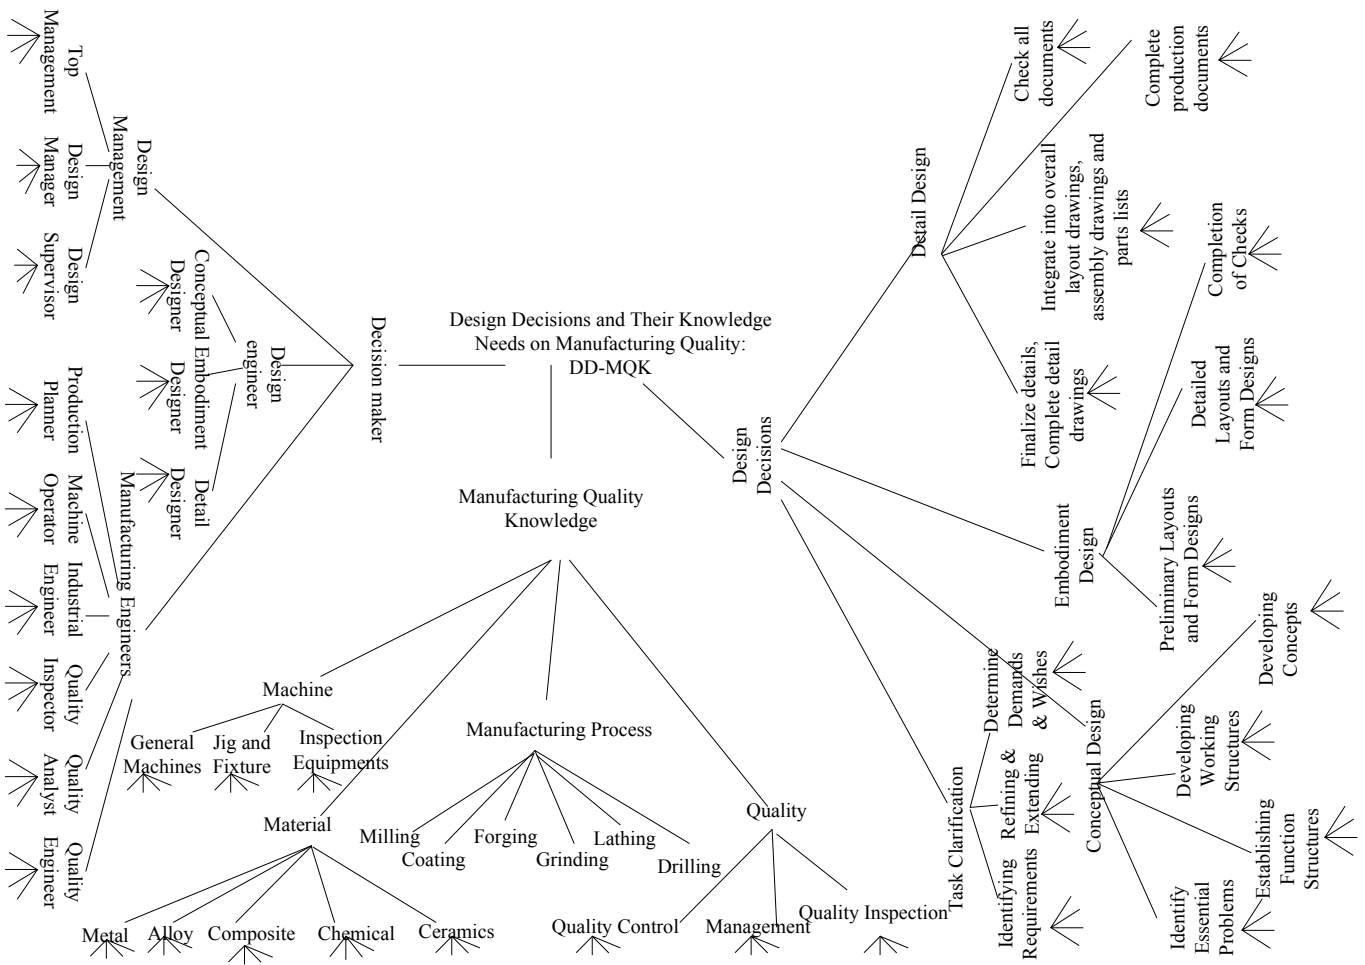 Design Decisions and Their Knowledge
Needs on Manufacturing Quality:
DD-MQK
Decision maker
Design
Management
Top
Management
Design
Manager
Design
Supervisor
Design
engineer
Conceptual
Designer
Embodiment
Designer
Detail
Designer
Manufacturing Engineers
Production
Planner
Machine
Operator
Industrial
Engineer
Quality
Inspector
Quality
Analyst
Quality
Engineer
Manufacturing Quality
Knowledge
Machine
General
Machines
Jig and
Fixture
Inspection
Equipments
Material
Metal
Alloy
Composite
Chemical
Ceramics
Manufacturing Process
Milling
Coating
Forging
Grinding
Lathing
Drilling
Quality
Quality Control
Management
Quality Inspection
Design
Decisions
Detail Design
Check all
documents
Complete
production
documents
Integrate into overall
layout drawings,
assembly drawings and
parts lists
Finalize details,
Complete detail
drawings
Embodiment
Design
Completion
of Checks
Detailed
Layouts and
Form Designs
Preliminary Layouts
and Form Designs
Conceptual Design
Developing
Concepts
Developing
Working
Structures
Establishing
Function
Structures
Identify
Essential
Problems
Task Clarification
Determine
Demands
& Wishes
Refining &
Extending
Identifying
Requirements